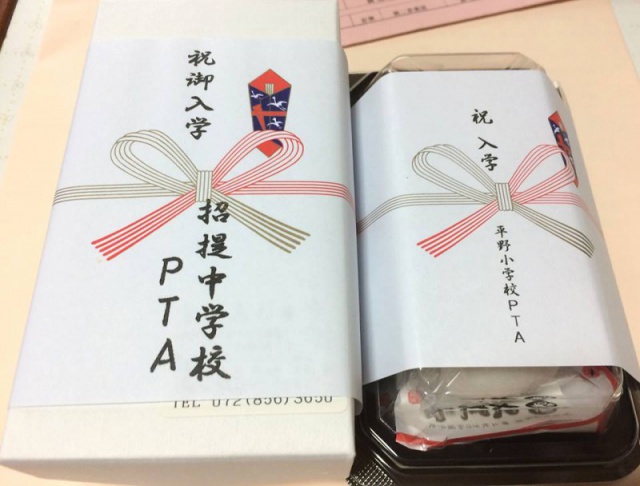 祝御入学
招提中学校
PTA
TEL 072(856)3650
祝 入学
平野小学校PTA